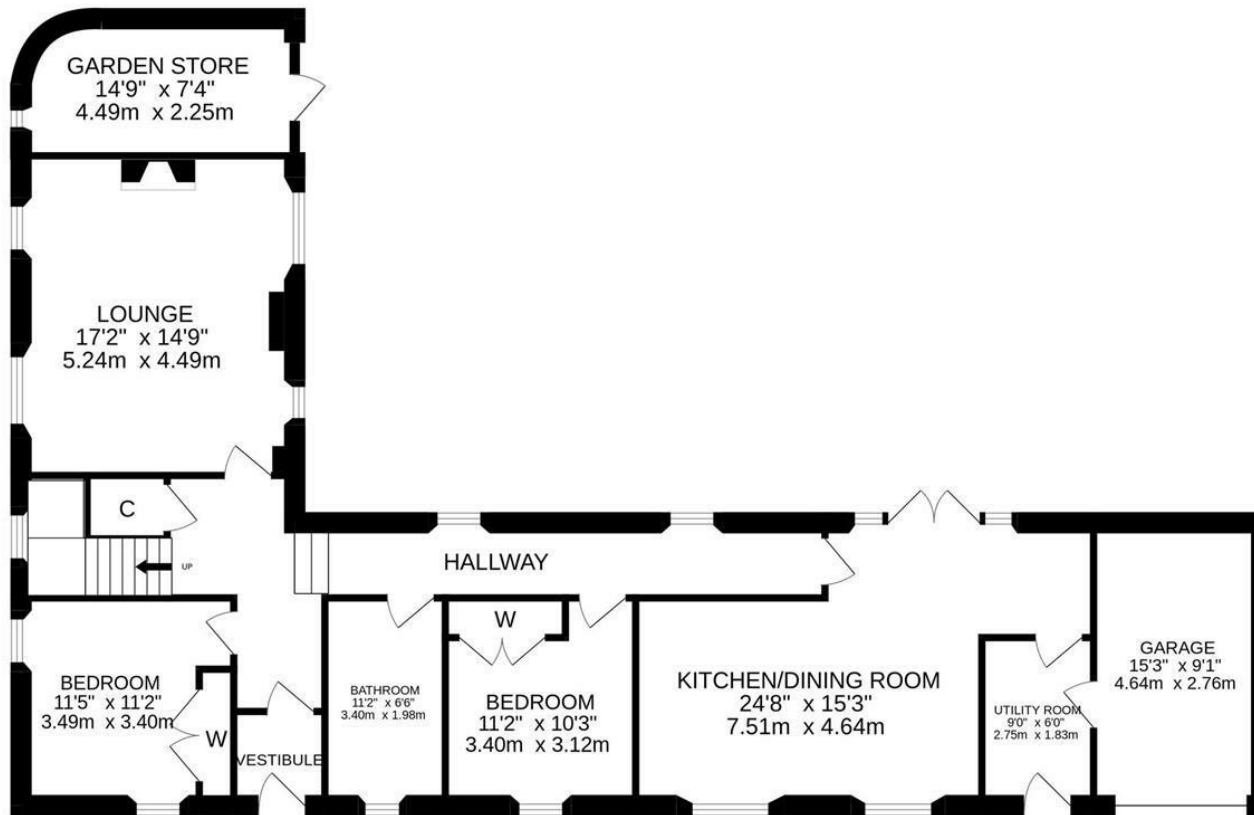 GARDEN STORE
14'9" x 7'4"
4.49m x 2.25m
LOUNGE
17'2" x 14'9"
5.24m x 4.49m
C
UP
HALLWAY
W
BEDROOM
11'5" x 11'2"
3.49m x 3.40m
W
VESTIBULE
BATHROOM
11'2" x 6'6"
3.40m x 1.98m
BEDROOM
11'2" x 10'3"
3.40m x 3.12m
KITCHEN/DINING ROOM
24'8" x 15'3"
7.51m x 4.64m
UTILITY ROOM
9'0" x 6'0"
2.75m x 1.83m
GARAGE
15'3" x 9'1"
4.64m x 2.76m